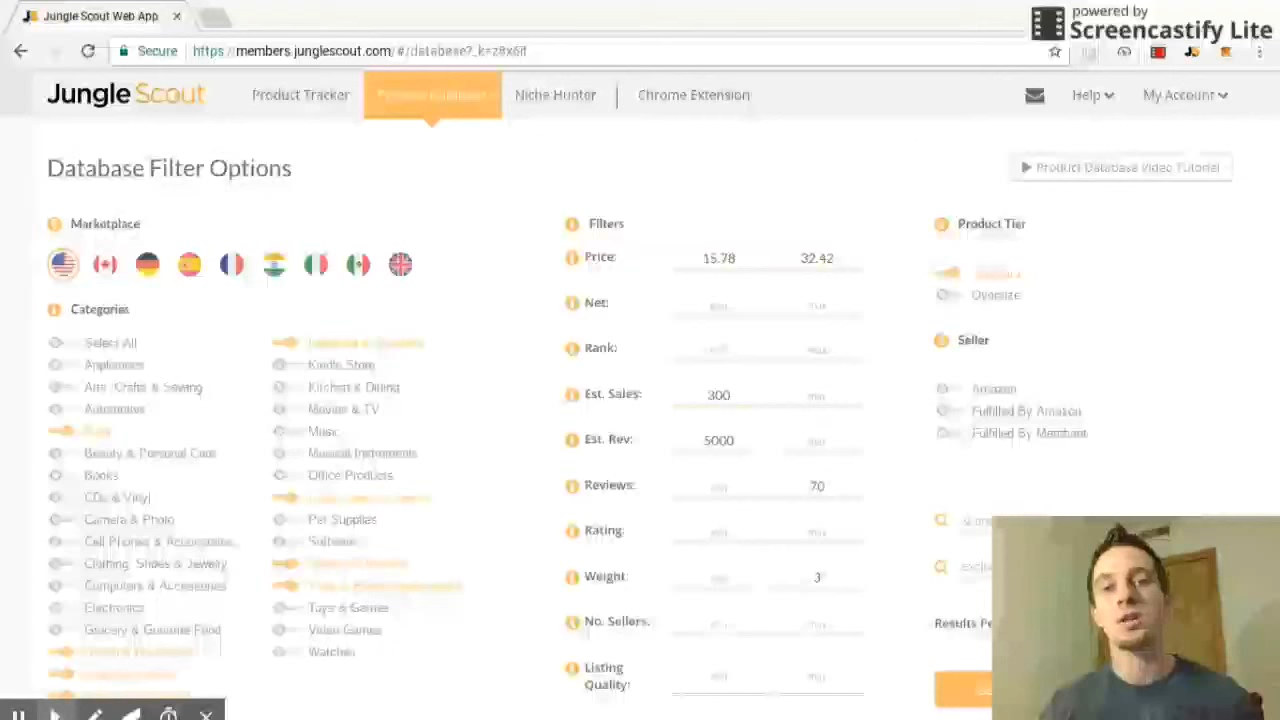 Jungle Scout Web App
powered by
Screencastify Lite
Secure
https://members.junglescout.com/#/database?_k=z8x6lf
Jungle Scout
Product Tracker
Niche Hunter
Chrome Extension
Help
My Account
Database Filter Options
Product Database Video Tutorial
Marketplace
Filters
Product Tier
Price: 15.78 32.42
Net:
Oversize
Categories
Rank:
Seller
Select All
Appliances
Kindle Store
Arts, Crafts & Sewing
Kitchen & Dining
Est. Sales: 300
Amazon
Automotive
Movies & TV
Fulfilled By Amazon
Baby
Music
Est. Rev: 5000
Fulfilled By Merchant
Beauty & Personal Care
Musical Instruments
Books
Office Products
Reviews: 70
CDs & Vinyl
Camera & Photo
Pet Supplies
Rating:
Cell Phones & Accessories
Software
Clothing, Shoes & Jewelry
Weight: 3
Computers & Accessories
Electronics
Toys & Games
No. Sellers:
Grocery & Gourmet Food
Video Games
Results Pe
Watches
Listing
Quality: